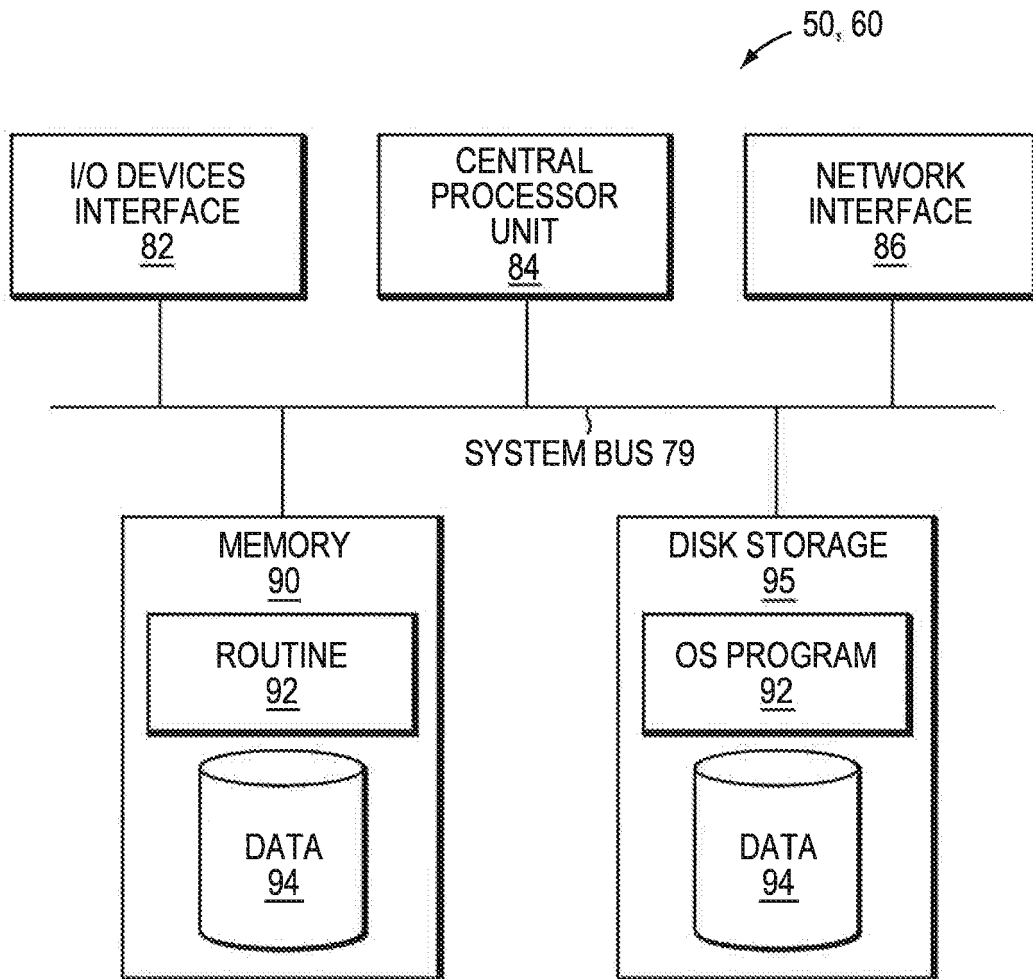 50, 60
I/O DEVICES
INTERFACE
82
CENTRAL
PROCESSOR
UNIT
84
NETWORK
INTERFACE
86
SYSTEM BUS 79
MEMORY
90
ROUTINE
92
DATA
94
DISK STORAGE
95
OS PROGRAM
92
DATA
94